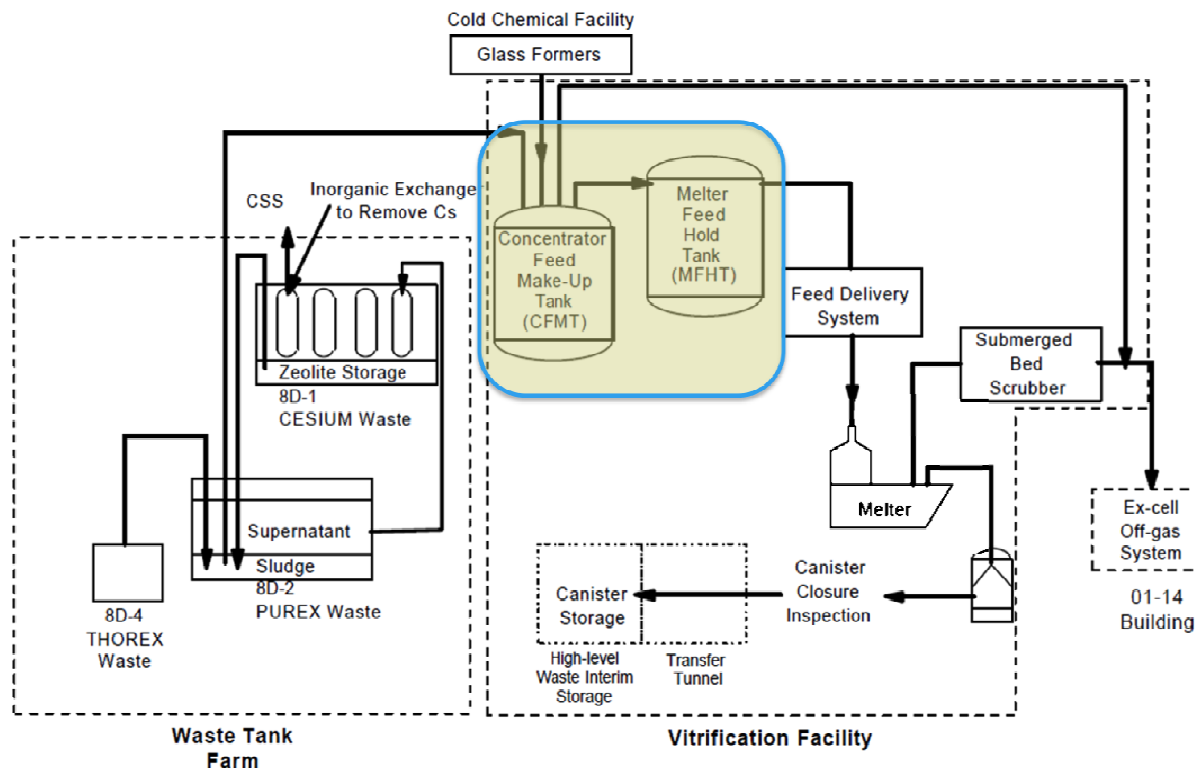 Cold Chemical Facility
Glass Formers
Inorganic Exchange
to Remove Cs
CSS
Zeolite Storage
8D-1
CESIUM Waste
Supernatant
Sludge
8D-2
PUREX Waste
8D-4
THOREX
Waste
Waste Tank
Farm
Concentrator
Feed
Make-Up
Tank
(CFMT)
Melter
Feed
Hold
Tank
(MFHT)
Feed Delivery
System
Submerged
Bed
Scrubber
Melter
Ex-cell
Off-gas
System
01-14
Building
Canister
Closure
Inspection
Canister
Storage
High-level
Waste Interim
Storage
Transfer
Tunnel
Vitrification Facility